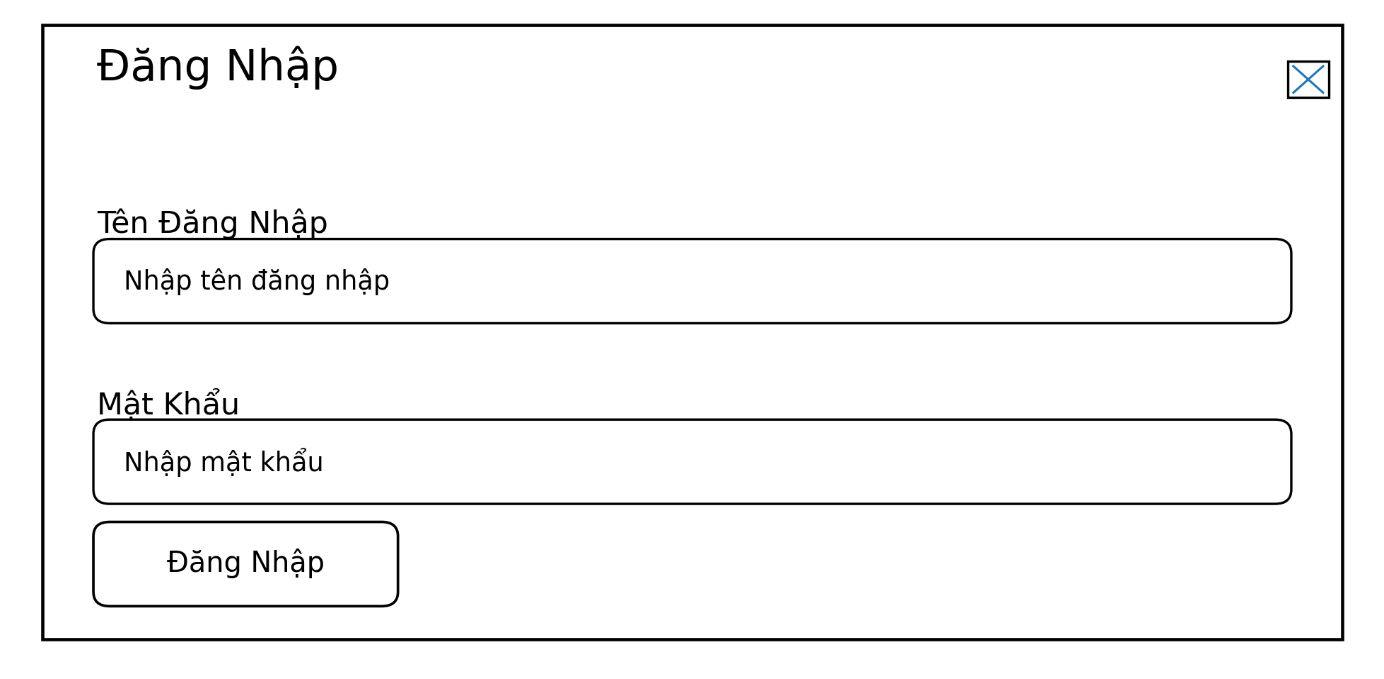 Đăng Nhập
Tên Đăng Nhập
Nhập tên đăng nhập
Mật Khẩu
Nhập mật khẩu
Đăng Nhập